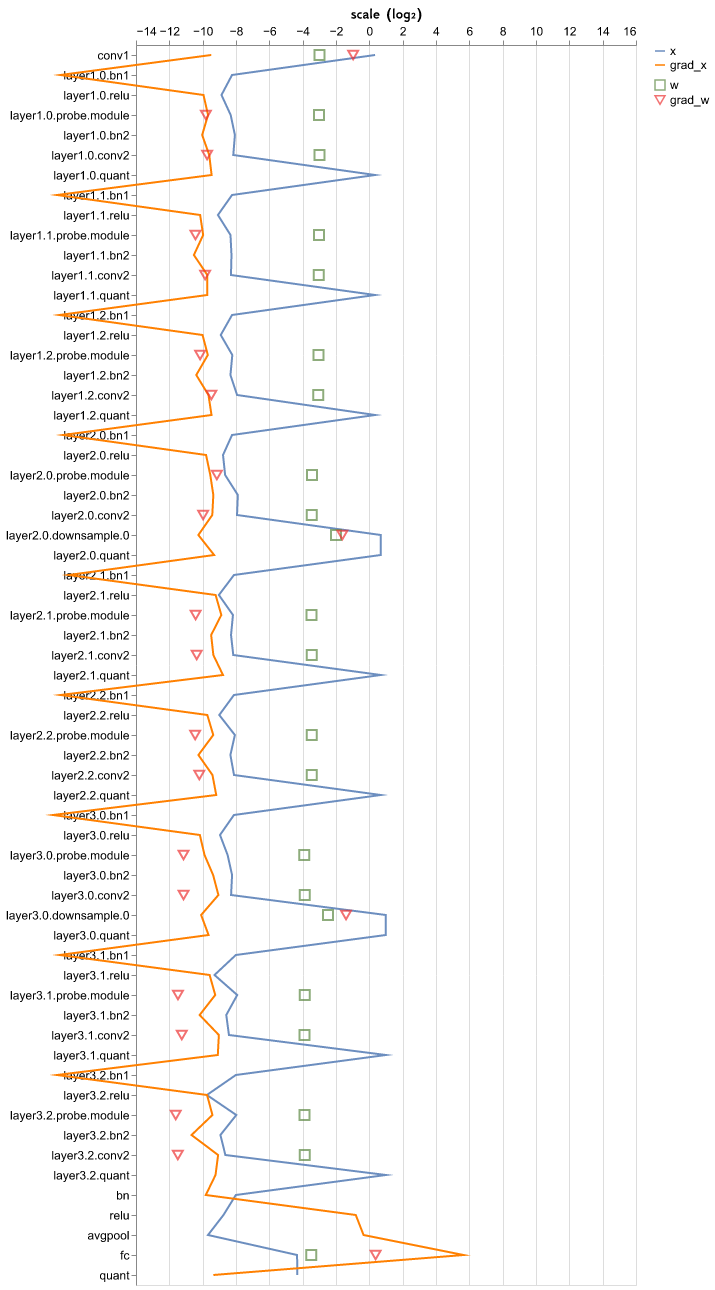 scale (log₂)
−14 −12 −10 −8 −6 −4 −2 0 2 4 6 8 10 12 14 16
x
grad_x
w
grad_w
conv1
layer1.0.bn1
layer1.0.relu
layer1.0.probe.module
layer1.0.bn2
layer1.0.conv2
layer1.0.quant
layer1.1.bn1
layer1.1.relu
layer1.1.probe.module
layer1.1.bn2
layer1.1.conv2
layer1.1.quant
layer1.2.bn1
layer1.2.relu
layer1.2.probe.module
layer1.2.bn2
layer1.2.conv2
layer1.2.quant
layer2.0.bn1
layer2.0.relu
layer2.0.probe.module
layer2.0.bn2
layer2.0.conv2
layer2.0.downsample.0
layer2.0.quant
layer2.1.bn1
layer2.1.relu
layer2.1.probe.module
layer2.1.bn2
layer2.1.conv2
layer2.1.quant
layer2.2.bn1
layer2.2.relu
layer2.2.probe.module
layer2.2.bn2
layer2.2.conv2
layer2.2.quant
layer3.0.bn1
layer3.0.relu
layer3.0.probe.module
layer3.0.bn2
layer3.0.conv2
layer3.0.downsample.0
layer3.0.quant
layer3.1.bn1
layer3.1.relu
layer3.1.probe.module
layer3.1.bn2
layer3.1.conv2
layer3.1.quant
layer3.2.bn1
layer3.2.relu
layer3.2.probe.module
layer3.2.bn2
layer3.2.conv2
layer3.2.quant
bn
relu
avgpool
fc
quant